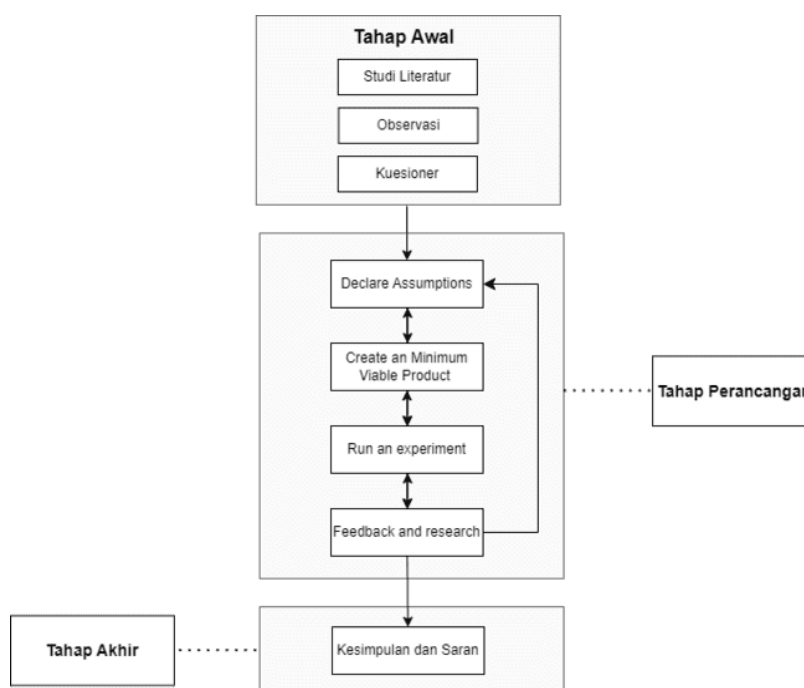 Tahap Awal
Studi Literatur
Observasi
Kuesioner
Declare Assumptions
Create an Minimum
Viable Product
Run an experiment
Feedback and research
Tahap Perancangan
Tahap Akhir
Kesimpulan dan Saran